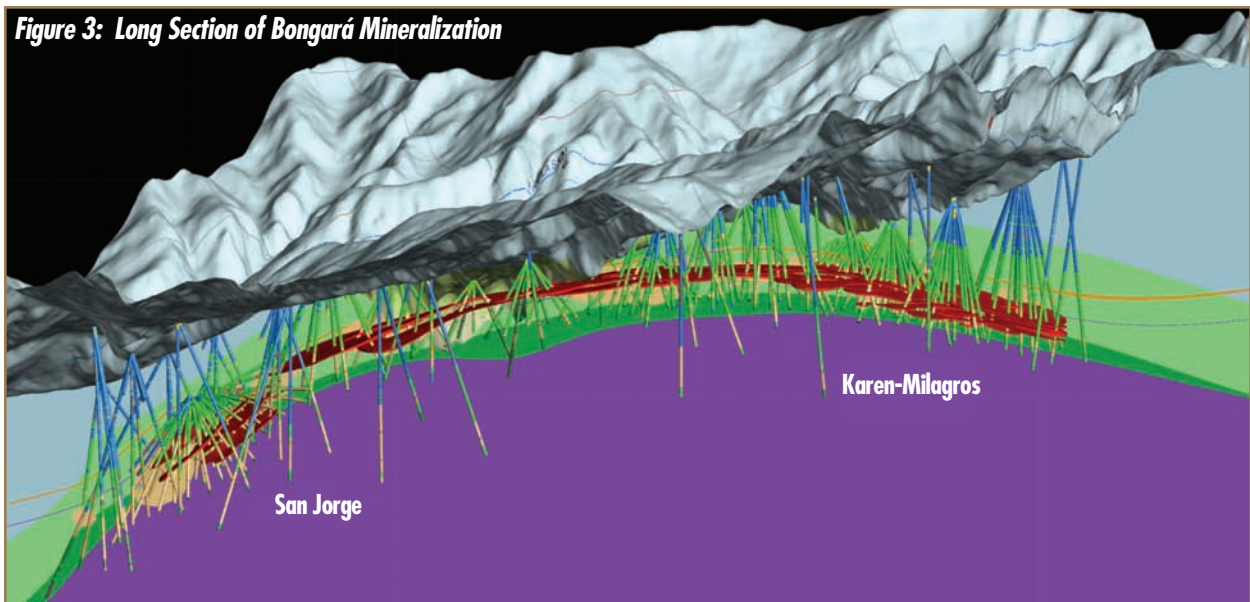 Figure 3:  Long Section of Bongará Mineralization
Karen-Milagros
San Jorge